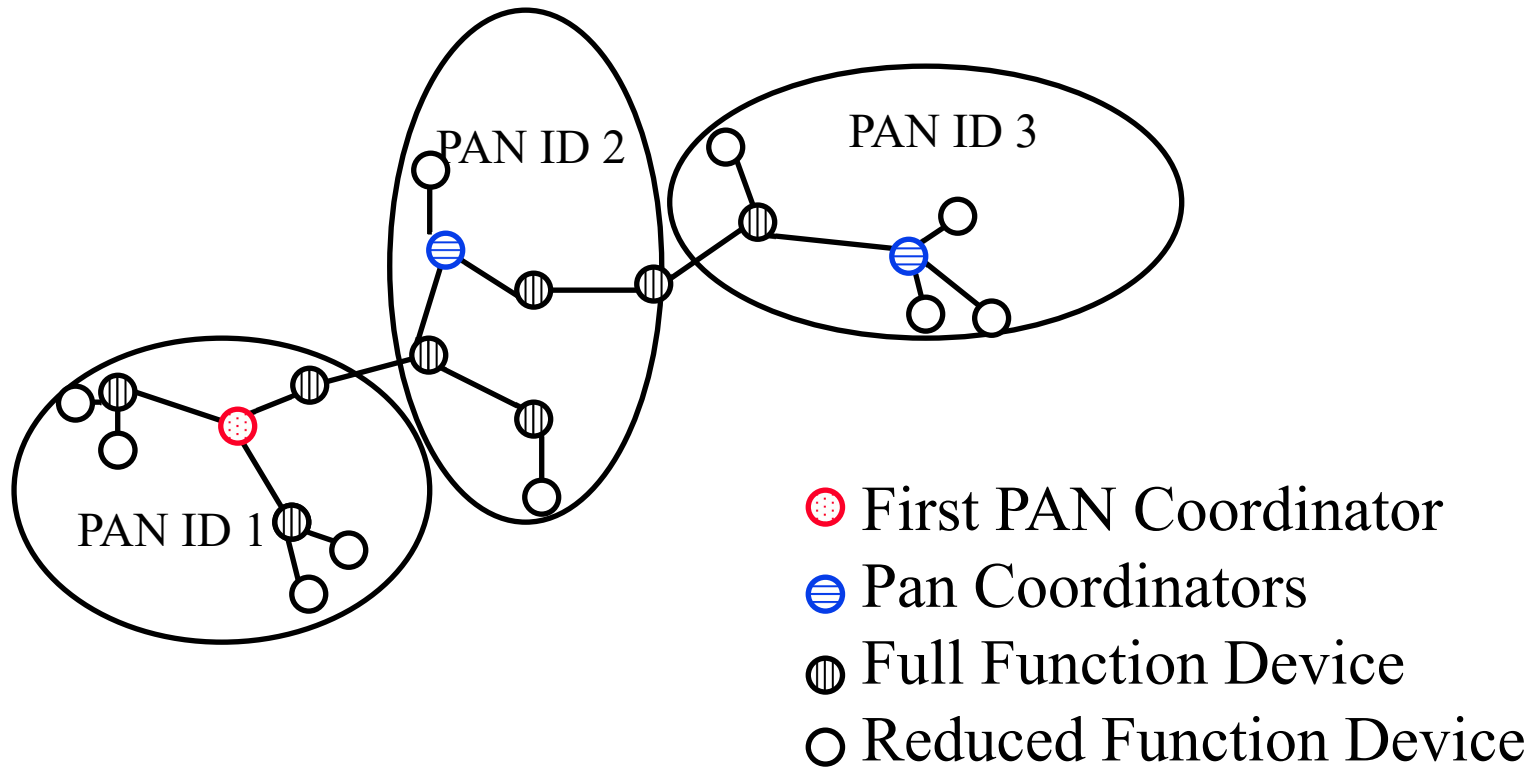 PAN ID 2
PAN ID 3
PAN ID 1
First PAN Coordinator
Pan Coordinators
Full Function Device
Reduced Function Device